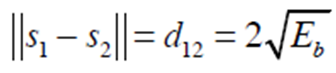 ||s₁ − s₂|| = d₁₂ = 2√E_b